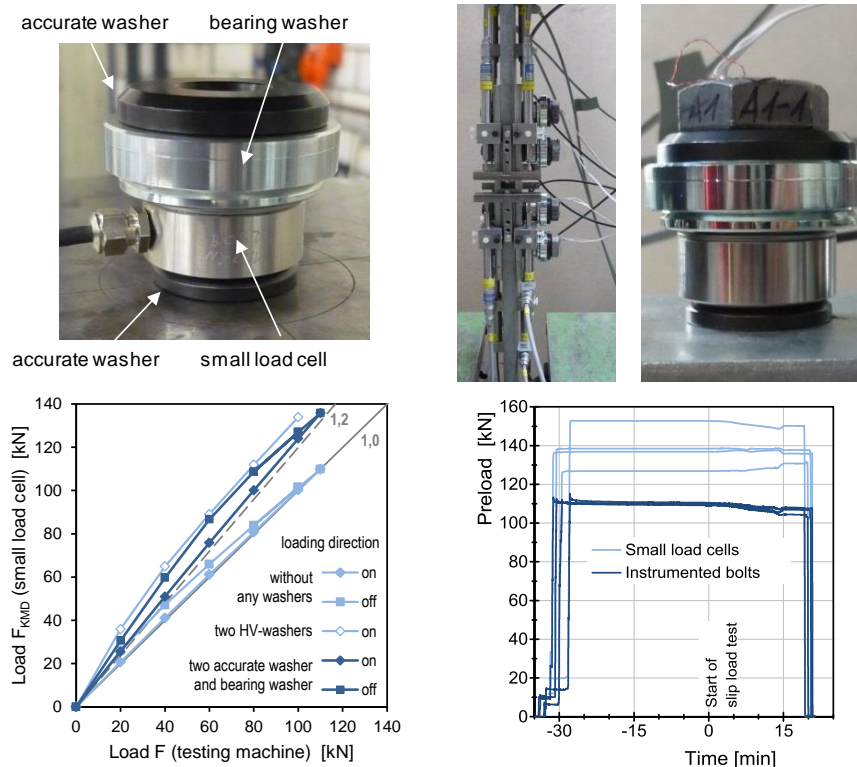 accurate washer
bearing washer
accurate washer
small load cell
A1
A1-1
Load F_KMD (small load cell) [kN]
140
120
100
80
60
40
20
0
0
20
40
60
80
100
120
140
Load F (testing machine) [kN]
1,2
1,0
loading direction
without
any washers
on
off
two HV-washers
on
two accurate washer
and bearing washer
on
off
Preload [kN]
160
140
120
100
80
60
40
20
0
-30
-15
0
15
Time [min]
Small load cells
Instrumented bolts
Start of
slip load test